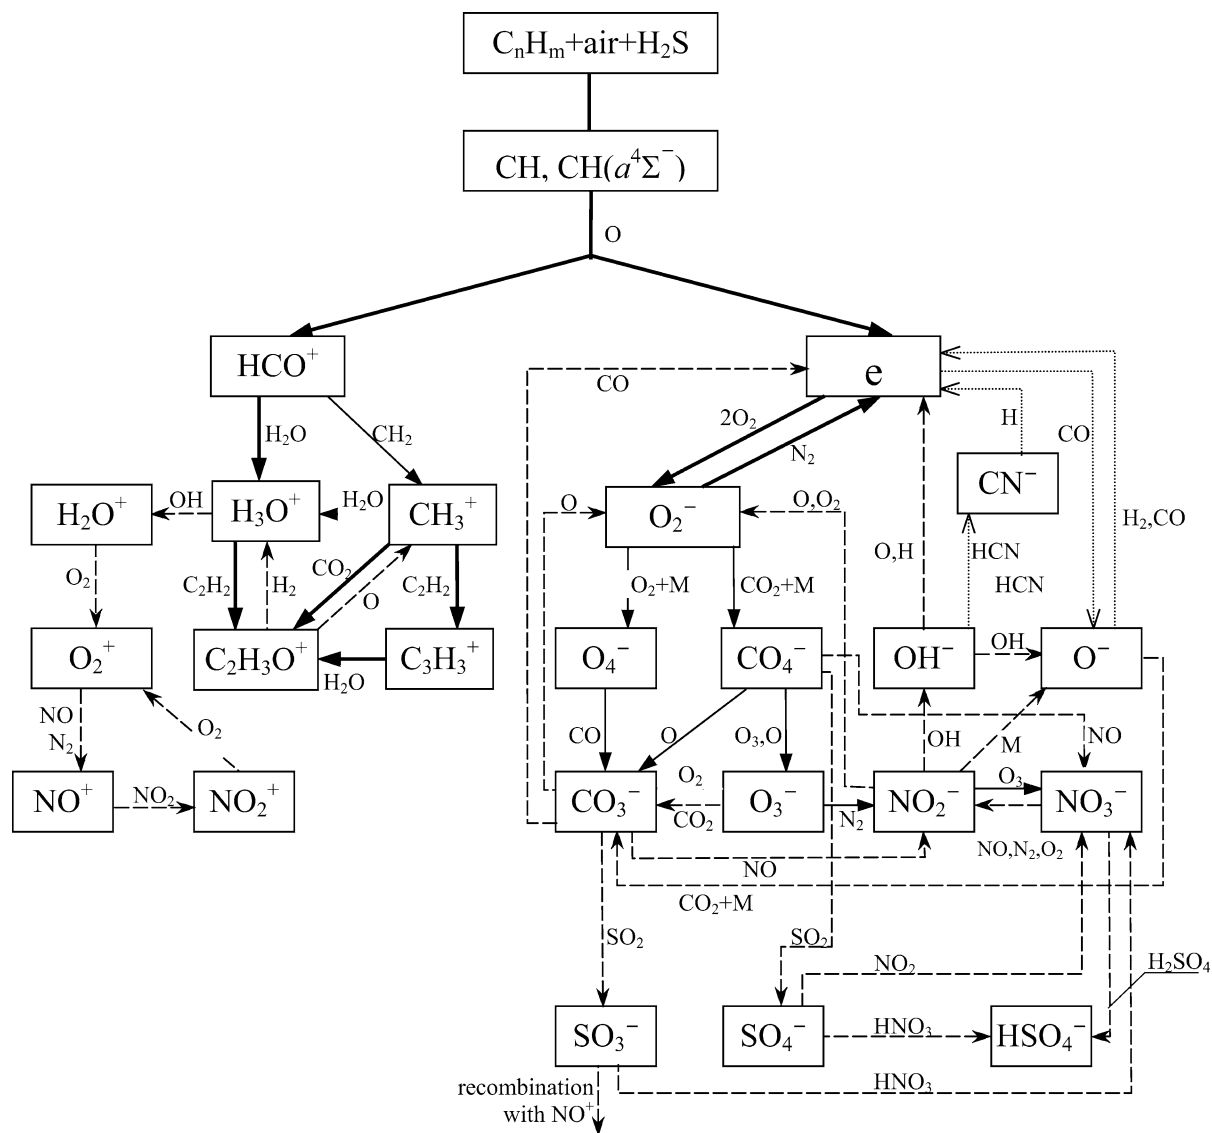 CₙHₘ+air+H₂S
CH, CH(a⁴Σ⁻)
O
HCO⁺
e
CO
H₂O
CH₂
2O₂
N₂
H
CO
CN⁻
H₂O⁺
OH
H₃O⁺
H₂O
CH₃⁺
O
O₂⁻
O,O₂
H₂,CO
O,H
HCN
HCN
O₂
C₂H₂
H₂
CO₂
O
C₂H₂
O₂+M
CO₂+M
O₂⁺
C₂H₃O⁺
H₂O
C₃H₃⁺
O₄⁻
CO₄⁻
OH⁻
OH
O⁻
NO
N₂
O₂
CO
O
O₃,O
OH
M
NO
NO⁺
NO₂
NO₂⁺
CO₃⁻
O₂
CO₂
O₃⁻
N₂
NO₂⁻
O₃
NO₃⁻
NO,N₂,O₂
NO
CO₂+M
SO₂
SO₂
NO₂
H₂SO₄
SO₃⁻
SO₄⁻
HNO₃
HSO₄⁻
recombination
with NO⁺
HNO₃